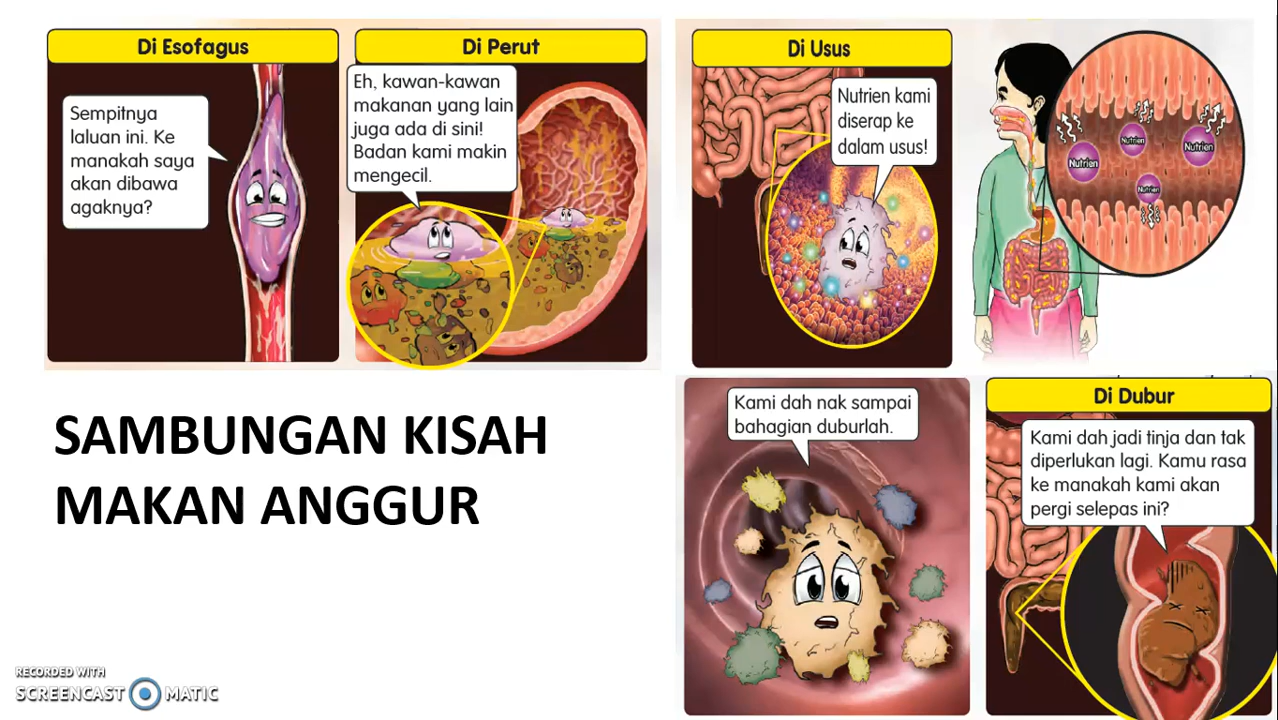 Di Esofagus
Sempitnya
laluan ini. Ke
manakah saya
akan dibawa
agaknya?
Di Perut
Eh, kawan-kawan
makanan yang lain
juga ada di sini!
Badan kami makin
mengecil.
Di Usus
Nutrien kami
diserap ke
dalam usus!
Nutrien
Nutrien
Nutrien
Nutrien
SAMBUNGAN KISAH
MAKAN ANGGUR
Kami dah nak sampai
bahagian duburlah.
Di Dubur
Kami dah jadi tinja dan tak
diperlukan lagi. Kamu rasa
ke manakah kami akan
pergi selepas ini?
RECORDED WITH
SCREENCAST MATIC